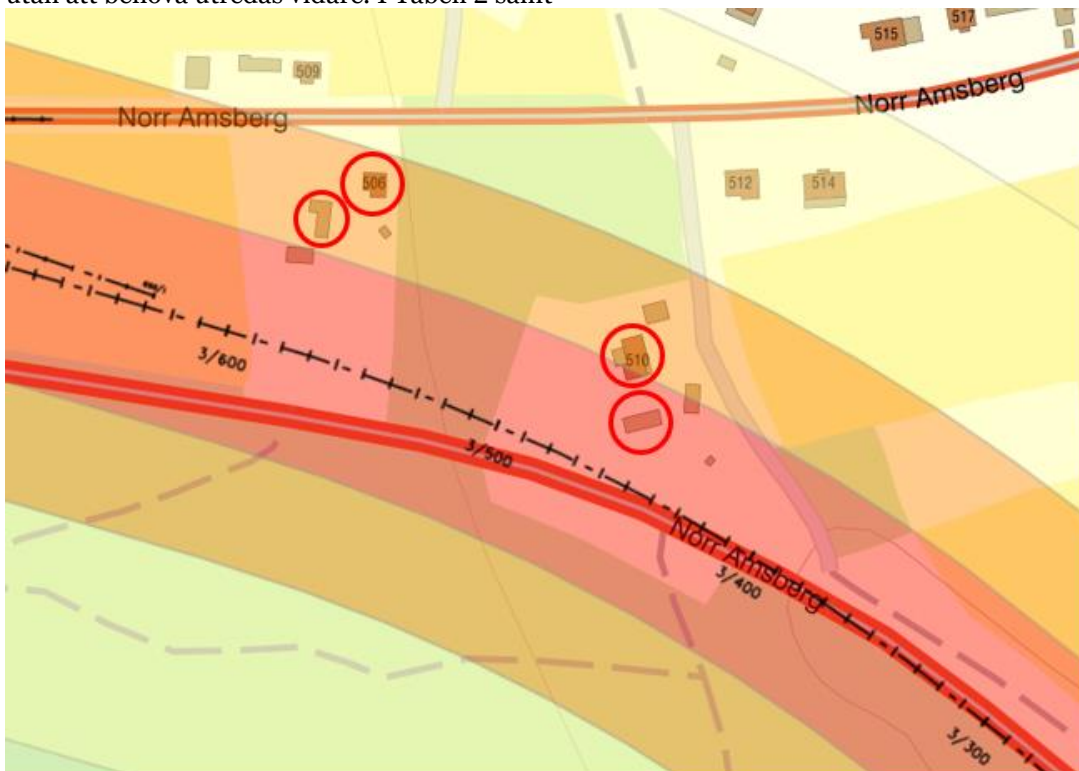 utan att behöva utredas vidare. I Tabell 2 samt
517
515
509
Norr Amsberg
Norr Amsberg
506
512
514
3/600
510
3/500
Norr Amsberg
3/400
3/300